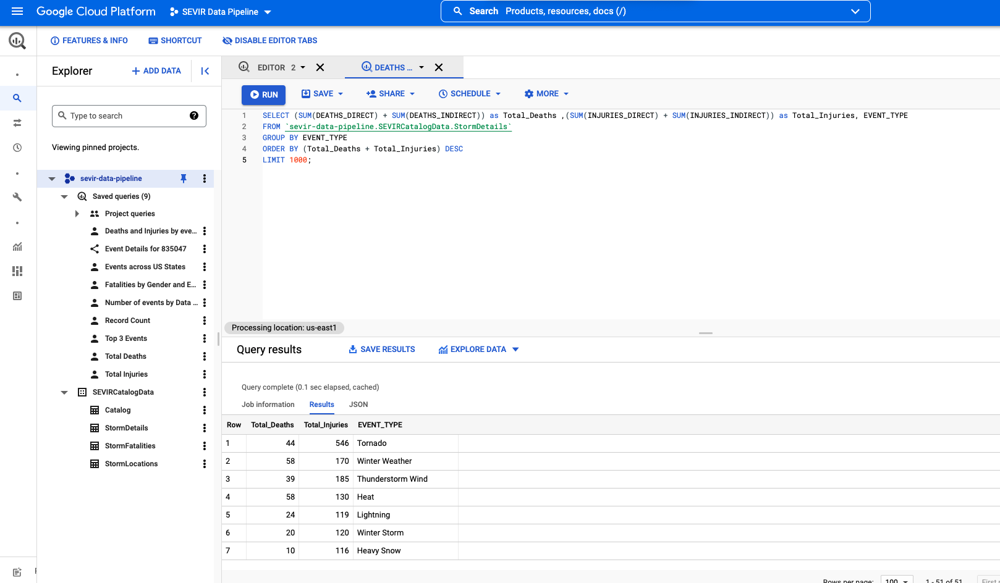 Google Cloud Platform SEVIR Data Pipeline Search Products, resources, docs (/)
FEATURES & INFO SHORTCUT DISABLE EDITOR TABS
Explorer ADD DATA
Type to search
Viewing pinned projects.
sevir-data-pipeline
Saved queries (9)
Project queries
Deaths and Injuries by eve...
Event Details for 835047
Events across US States
Fatalities by Gender and E...
Number of events by Data ...
Record Count
Top 3 Events
Total Deaths
Total Injuries
SEVIRCatalogData
Catalog
StormDetails
StormFatalities
StormLocations
EDITOR 2 DEATHS ...
RUN SAVE SHARE SCHEDULE MORE
1 SELECT (SUM(DEATHS_DIRECT) + SUM(DEATHS_INDIRECT)) as Total_Deaths ,(SUM(INJURIES_DIRECT) + SUM(INJURIES_INDIRECT)) as Total_Injuries, EVENT_TYPE
2 FROM `sevir-data-pipeline.SEVIRCatalogData.StormDetails`
3 GROUP BY EVENT_TYPE
4 ORDER BY (Total_Deaths + Total_Injuries) DESC
5 LIMIT 1000;
Processing location: us-east1
Query results SAVE RESULTS EXPLORE DATA
Query complete (0.1 sec elapsed, cached)
Job information Results JSON
Row Total_Deaths Total_Injuries EVENT_TYPE
1 44 546 Tornado
2 58 170 Winter Weather
3 39 185 Thunderstorm Wind
4 58 130 Heat
5 24 119 Lightning
6 20 120 Winter Storm
7 10 116 Heavy Snow
Rows per page: 100 1 - 51 of 51 First